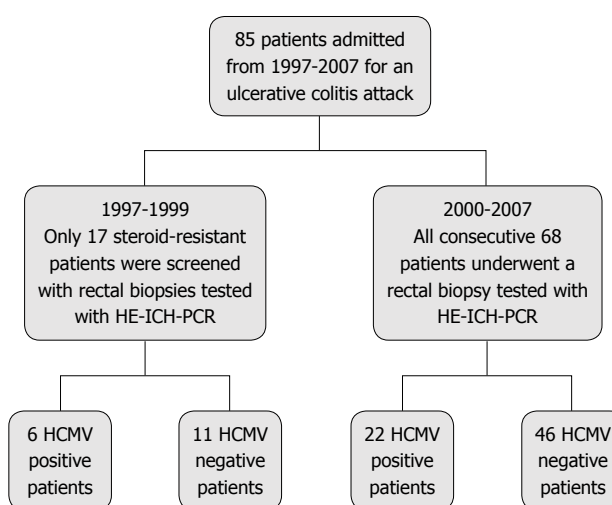 85 patients admitted
from 1997-2007 for an
ulcerative colitis attack
1997-1999
Only 17 steroid-resistant
patients were screened
with rectal biopsies tested
with HE-ICH-PCR
2000-2007
All consecutive 68
patients underwent a
rectal biopsy tested with
HE-ICH-PCR
6 HCMV
positive
patients
11 HCMV
negative
patients
22 HCMV
positive
patients
46 HCMV
negative
patients